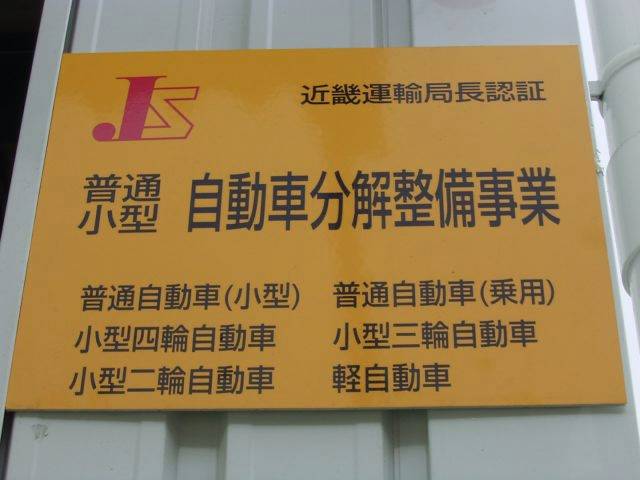 JS
近畿運輸局長認証
普通
小型
自動車分解整備事業
普通自動車(小型) 普通自動車(乗用)
小型四輪自動車 小型三輪自動車
小型二輪自動車 軽自動車